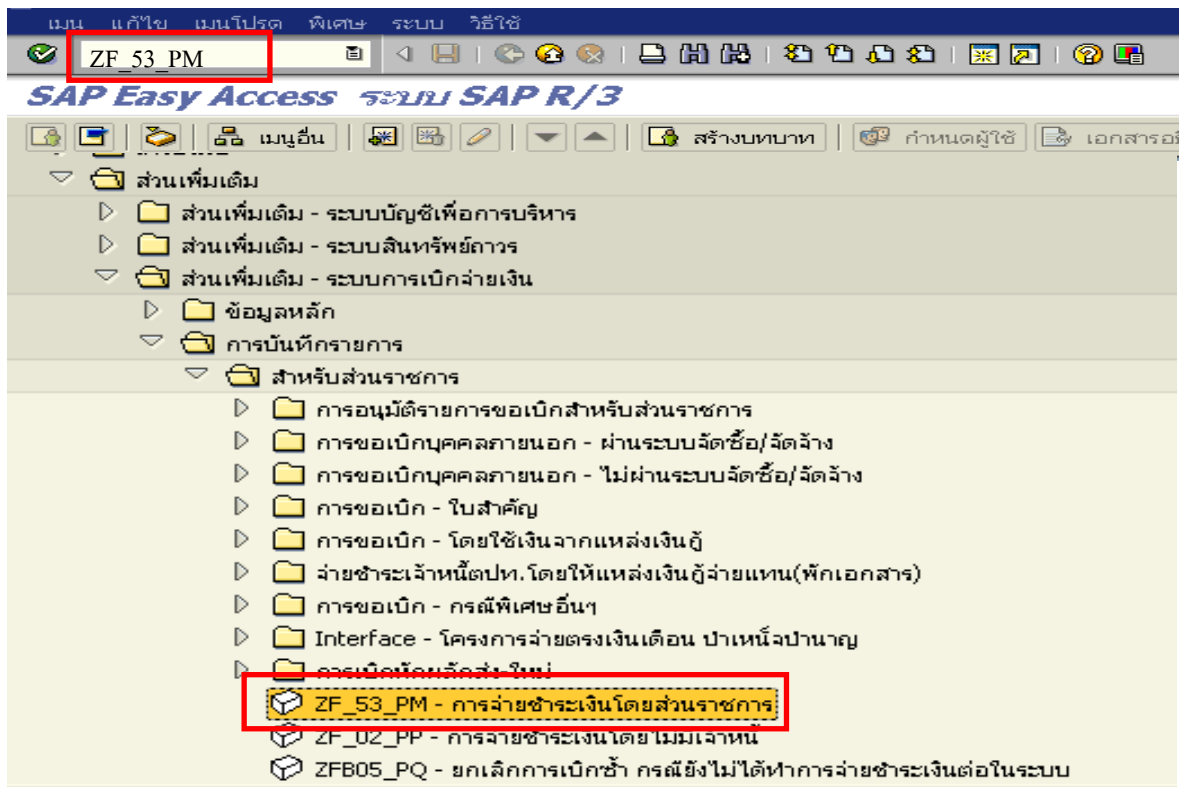 เมนู แก้ไข เมนูโปรด พิเศษ ระบบ วิธีใช้
ZF_53_PM
SAP Easy Access ระบบ SAP R/3
เมนูอื่น สร้างบทบาท กำหนดผู้ใช้
ส่วนเพิ่มเติม
ส่วนเพิ่มเติม - ระบบบัญชีเพื่อการบริหาร
ส่วนเพิ่มเติม - ระบบสินทรัพย์ถาวร
ส่วนเพิ่มเติม - ระบบการเบิกจ่ายเงิน
ข้อมูลหลัก
การบันทึกรายการ
สำหรับส่วนราชการ
การอนุมัติรายการขอเบิกสำหรับส่วนราชการ
การขอเบิกบุคคลภายนอก - ผ่านระบบจัดซื้อ/จัดจ้าง
การขอเบิกบุคคลภายนอก - ไม่ผ่านระบบจัดซื้อ/จัดจ้าง
การขอเบิก - ใบสำคัญ
การขอเบิก - โดยใช้เงินจากแหล่งเงินกู้
จ่ายชำระเจ้าหนี้ตปท.โดยให้แหล่งเงินกู้จ่ายแทน(พักเอกสาร)
การขอเบิก - กรณีพิเศษอื่นๆ
Interface - โครงการจ่ายตรงเงินเดือน บำเหน็จบำนาญ
การเบิกหักผลักส่ง-ใหม่
ZF_53_PM - การจ่ายชำระเงินโดยส่วนราชการ
ZF_02_PP - การจ่ายชำระเงินโดยไม่มีเจ้าหนี้
ZFB05_PQ - ยกเลิกการเบิกซ้ำ กรณียังไม่ได้ทำการจ่ายชำระเงินต่อในระบบ